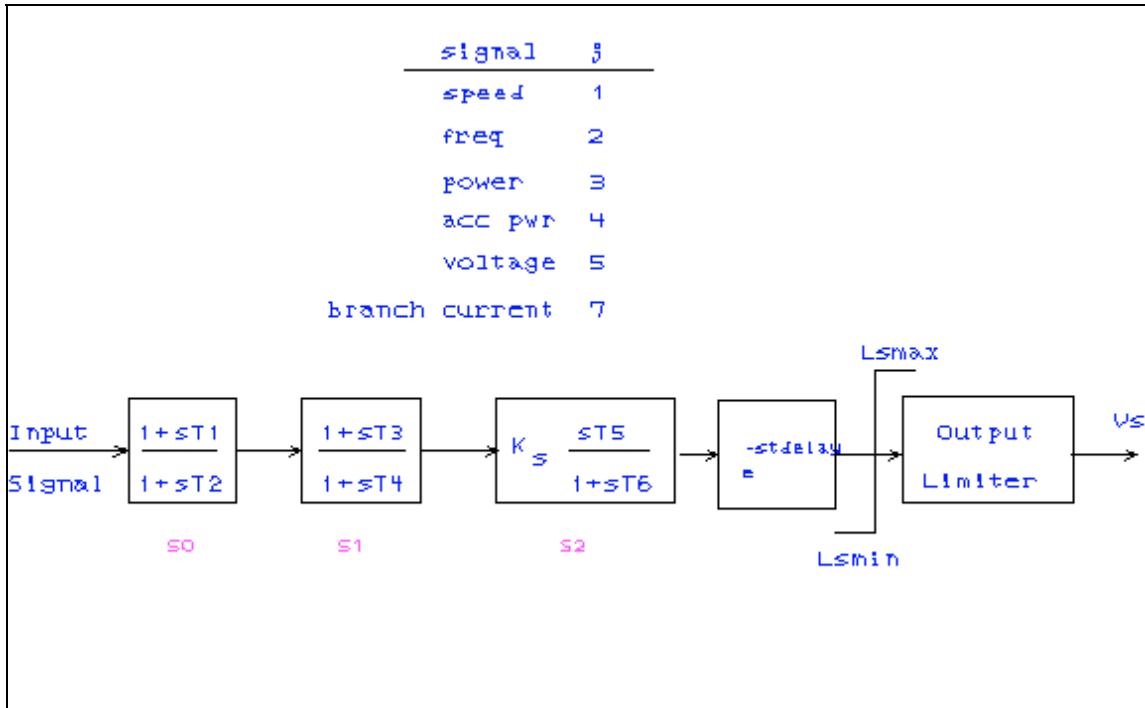 signal j
speed 1
freq 2
power 3
acc pwr 4
voltage 5
branch current 7
Lsmax
Input
Signal
1+sT1
1+sT2
1+sT3
1+sT4
Ks
sT5
1+sT6
-stdelay
e
Output
Limiter
Vs
s0
s1
s2
Lsmin